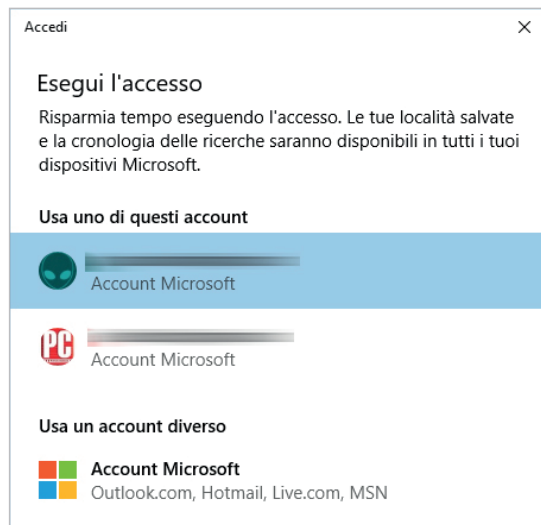 Accedi
Esegui l'accesso
Risparmia tempo eseguendo l'accesso. Le tue località salvate
e la cronologia delle ricerche saranno disponibili in tutti i tuoi
dispositivi Microsoft.
Usa uno di questi account
Account Microsoft
PC
Account Microsoft
Usa un account diverso
Account Microsoft
Outlook.com, Hotmail, Live.com, MSN